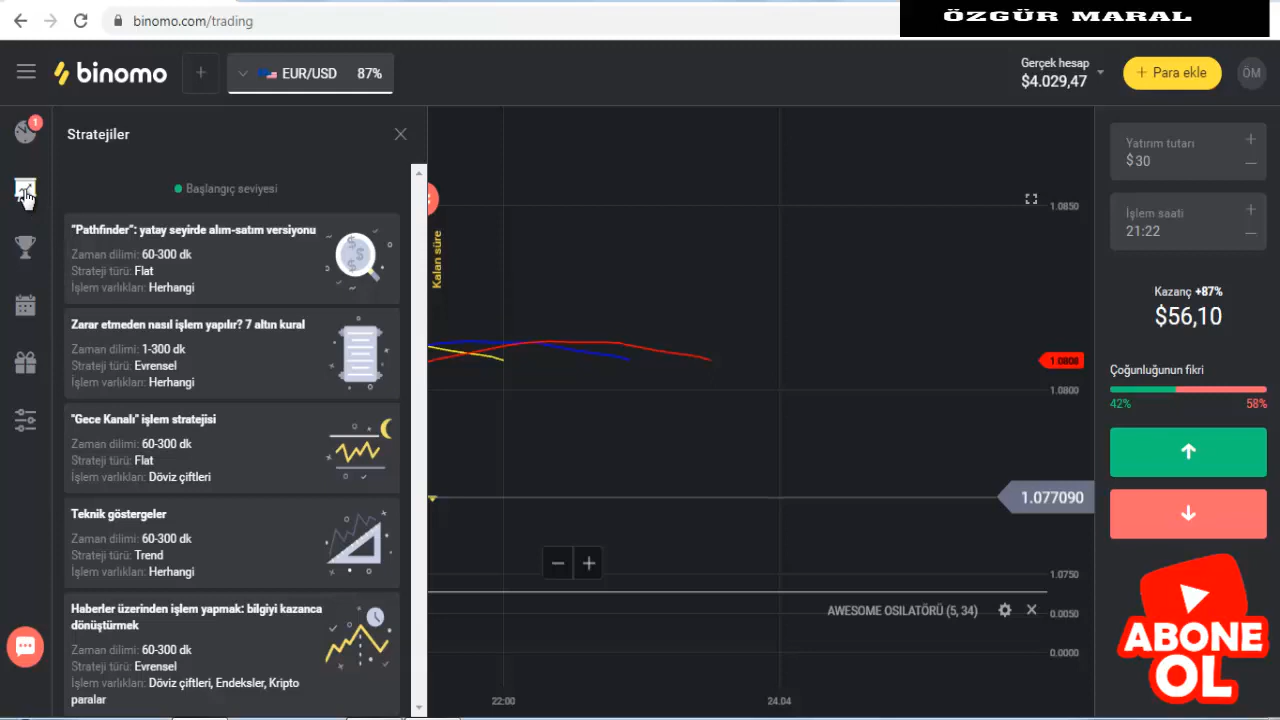 binomo.com/trading
ÖZGÜR MARAL
binomo
EUR/USD 87%
Gerçek hesap
$4.029,47
+ Para ekle
ÖM
1
Stratejiler
Başlangıç seviyesi
"Pathfinder": yatay seyirde alım-satım versiyonu
Zaman dilimi: 60-300 dk
Strateji türü: Flat
İşlem varlıkları: Herhangi
Zarar etmeden nasıl işlem yapılır? 7 altın kural
Zaman dilimi: 1-300 dk
Strateji türü: Evrensel
İşlem varlıkları: Herhangi
"Gece Kanalı" işlem stratejisi
Zaman dilimi: 60-300 dk
Strateji türü: Flat
İşlem varlıkları: Döviz çiftleri
Teknik göstergeler
Zaman dilimi: 60-300 dk
Strateji türü: Trend
İşlem varlıkları: Herhangi
Haberler üzerinden işlem yapmak: bilgiyi kazanca
dönüştürmek
Zaman dilimi: 60-300 dk
Strateji türü: Evrensel
İşlem varlıkları: Döviz çiftleri, Endeksler, Kripto
paralar
Kalan süre
1.0850
1.0808
1.0800
1.077090
1.0750
AWESOME OSILATÖRÜ (5, 34)
0.0050
0.0000
22:00
24.04
Yatırım tutarı
$30
İşlem saati
21:22
Kazanç +87%
$56,10
Çoğunluğunun fikri
42% 58%
ABONE
OL